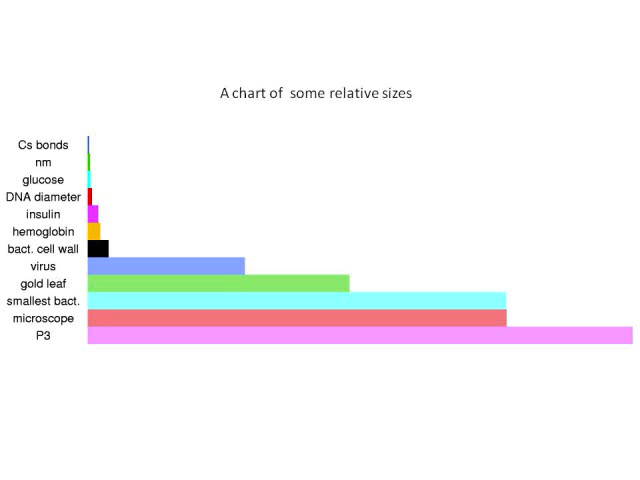 A chart of  some relative sizes
Cs bonds
nm
glucose
DNA diameter
insulin
hemoglobin
bact. cell wall
virus
gold leaf
smallest bact.
microscope
P3